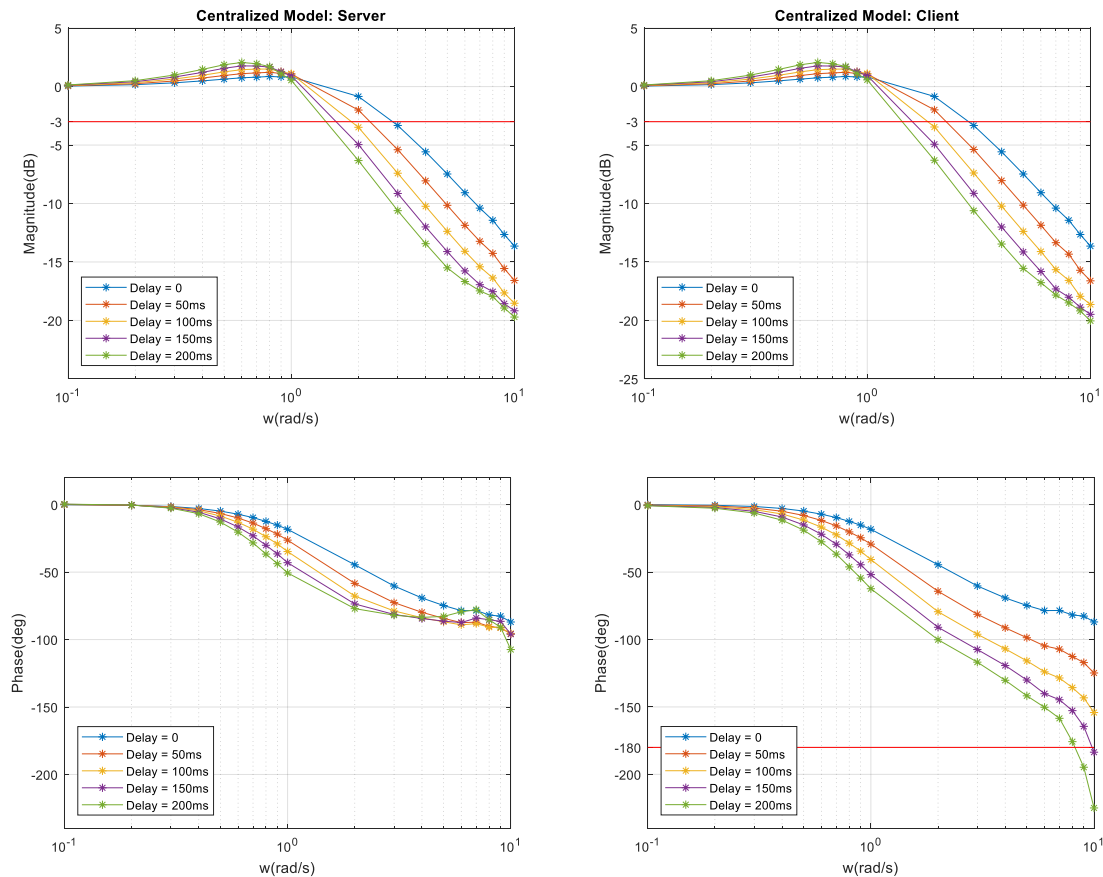 Centralized Model: Server
5
0
-3
-5
-10
-15
-20
Magnitude(dB)
Delay = 0
Delay = 50ms
Delay = 100ms
Delay = 150ms
Delay = 200ms
10^-1
10^0
10^1
w(rad/s)
Centralized Model: Client
5
0
-3
-5
-10
-15
-20
-25
Magnitude(dB)
Delay = 0
Delay = 50ms
Delay = 100ms
Delay = 150ms
Delay = 200ms
10^-1
10^0
10^1
w(rad/s)
0
-50
-100
-150
-200
Phase(deg)
Delay = 0
Delay = 50ms
Delay = 100ms
Delay = 150ms
Delay = 200ms
10^-1
10^0
10^1
w(rad/s)
0
-50
-100
-150
-180
-200
Phase(deg)
Delay = 0
Delay = 50ms
Delay = 100ms
Delay = 150ms
Delay = 200ms
10^-1
10^0
10^1
w(rad/s)